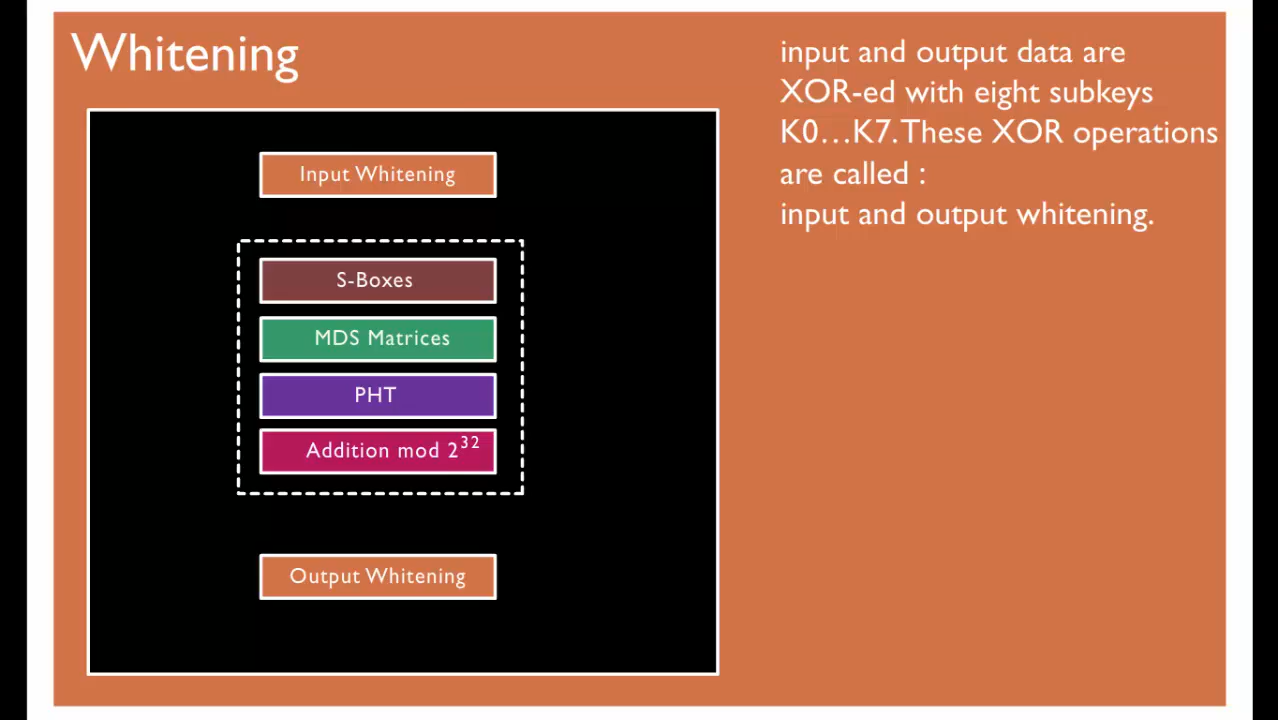 Whitening
Input Whitening
S-Boxes
MDS Matrices
PHT
Addition mod 2³²
Output Whitening
input and output data are
XOR-ed with eight subkeys
K0…K7. These XOR operations
are called :
input and output whitening.